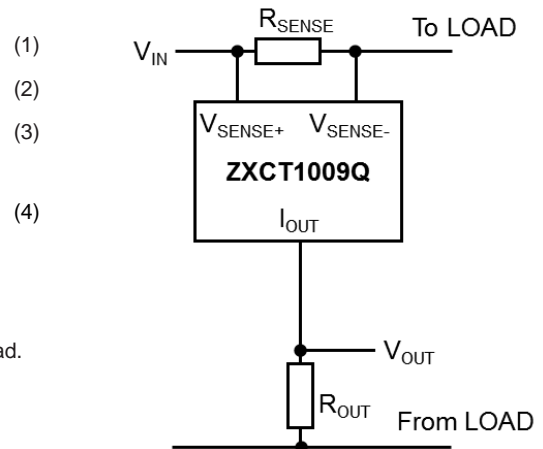 (1)
(2)
(3)
(4)
ad.
R_SENSE
To LOAD
V_IN
V_SENSE+ V_SENSE-
ZXCT1009Q
I_OUT
V_OUT
R_OUT
From LOAD